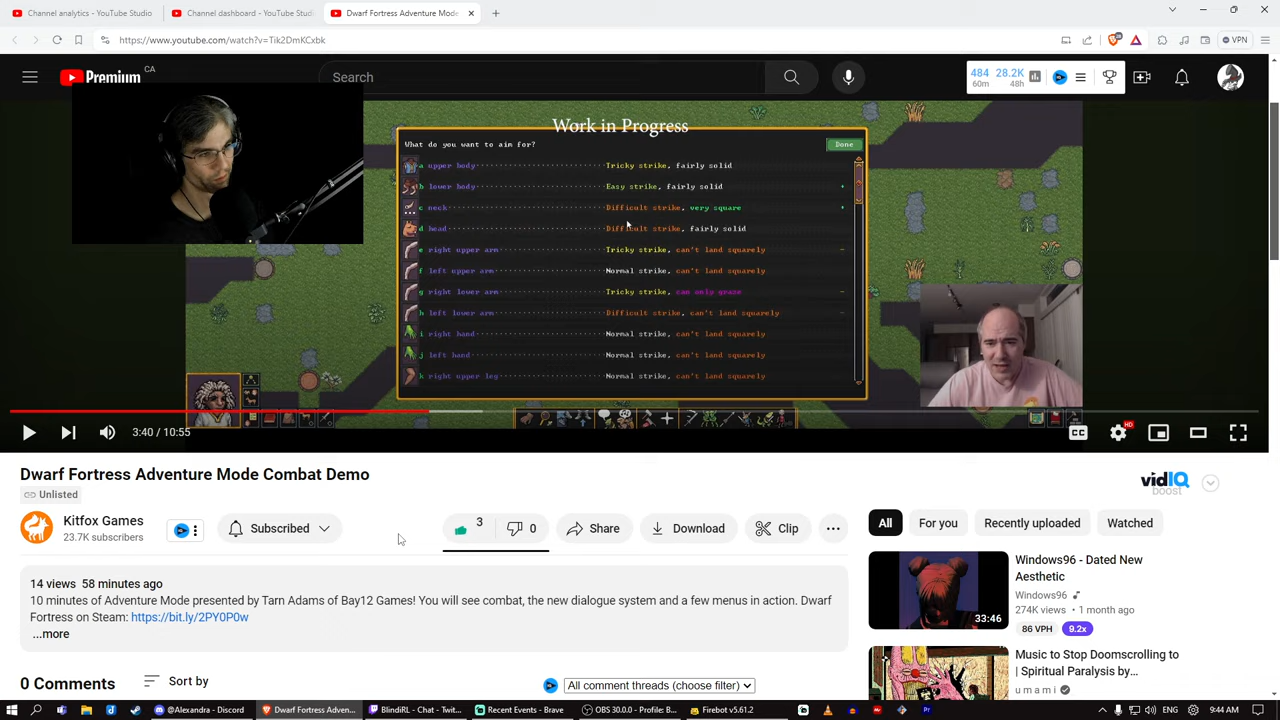 Channel analytics - YouTube Studio
Channel dashboard - YouTube Studi
Dwarf Fortress Adventure Mode
https://www.youtube.com/watch?v=Tik2DmKCxbk
VPN
Premium CA
Search
484 28.2K
60m 48h
Work in Progress
What do you want to aim for? Done
a upper body Tricky strike, fairly solid
b lower body Easy strike, fairly solid +
c neck Difficult strike, very square +
d head Difficult strike, fairly solid
e right upper arm Tricky strike, can't land squarely -
f left upper arm Normal strike, can't land squarely
g right lower arm Tricky strike, can only graze -
h left lower arm Difficult strike, can't land squarely -
i right hand Normal strike, can't land squarely
j left hand Normal strike, can't land squarely
k right upper leg Normal strike, can't land squarely
3:40 / 10:55
CC
HD
Dwarf Fortress Adventure Mode Combat Demo
Unlisted
vidIQ
boost
Kitfox Games
23.7K subscribers
Subscribed
3
0
Share
Download
Clip
All
For you
Recently uploaded
Watched
14 views 58 minutes ago
10 minutes of Adventure Mode presented by Tarn Adams of Bay12 Games! You will see combat, the new dialogue system and a few menus in action. Dwarf
Fortress on Steam: https://bit.ly/2PY0P0w
...more
Windows96 - Dated New
Aesthetic
Windows96
274K views • 1 month ago
86 VPH 9.2x
33:46
Music to Stop Doomscrolling to
| Spiritual Paralysis by...
u m a m i
0 Comments
Sort by
All comment threads (choose filter)
@Alexandra - Discord
Dwarf Fortress Adven...
BlindiRL - Chat - Twit...
Recent Events - Brave
OBS 30.0.0 - Profile: B...
Firebot v5.61.2
ENG
9:44 AM